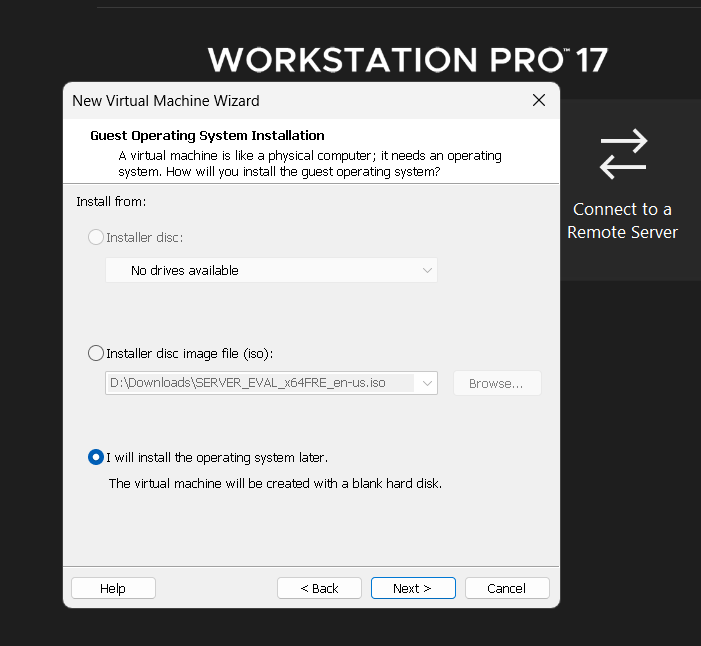 WORKSTATION PRO™ 17
New Virtual Machine Wizard
Guest Operating System Installation
A virtual machine is like a physical computer; it needs an operating
system. How will you install the guest operating system?
Install from:
Installer disc:
No drives available
Installer disc image file (iso):
D:\Downloads\SERVER_EVAL_x64FRE_en-us.iso
Browse...
I will install the operating system later.
The virtual machine will be created with a blank hard disk.
Help
< Back
Next >
Cancel
Connect to a
Remote Server